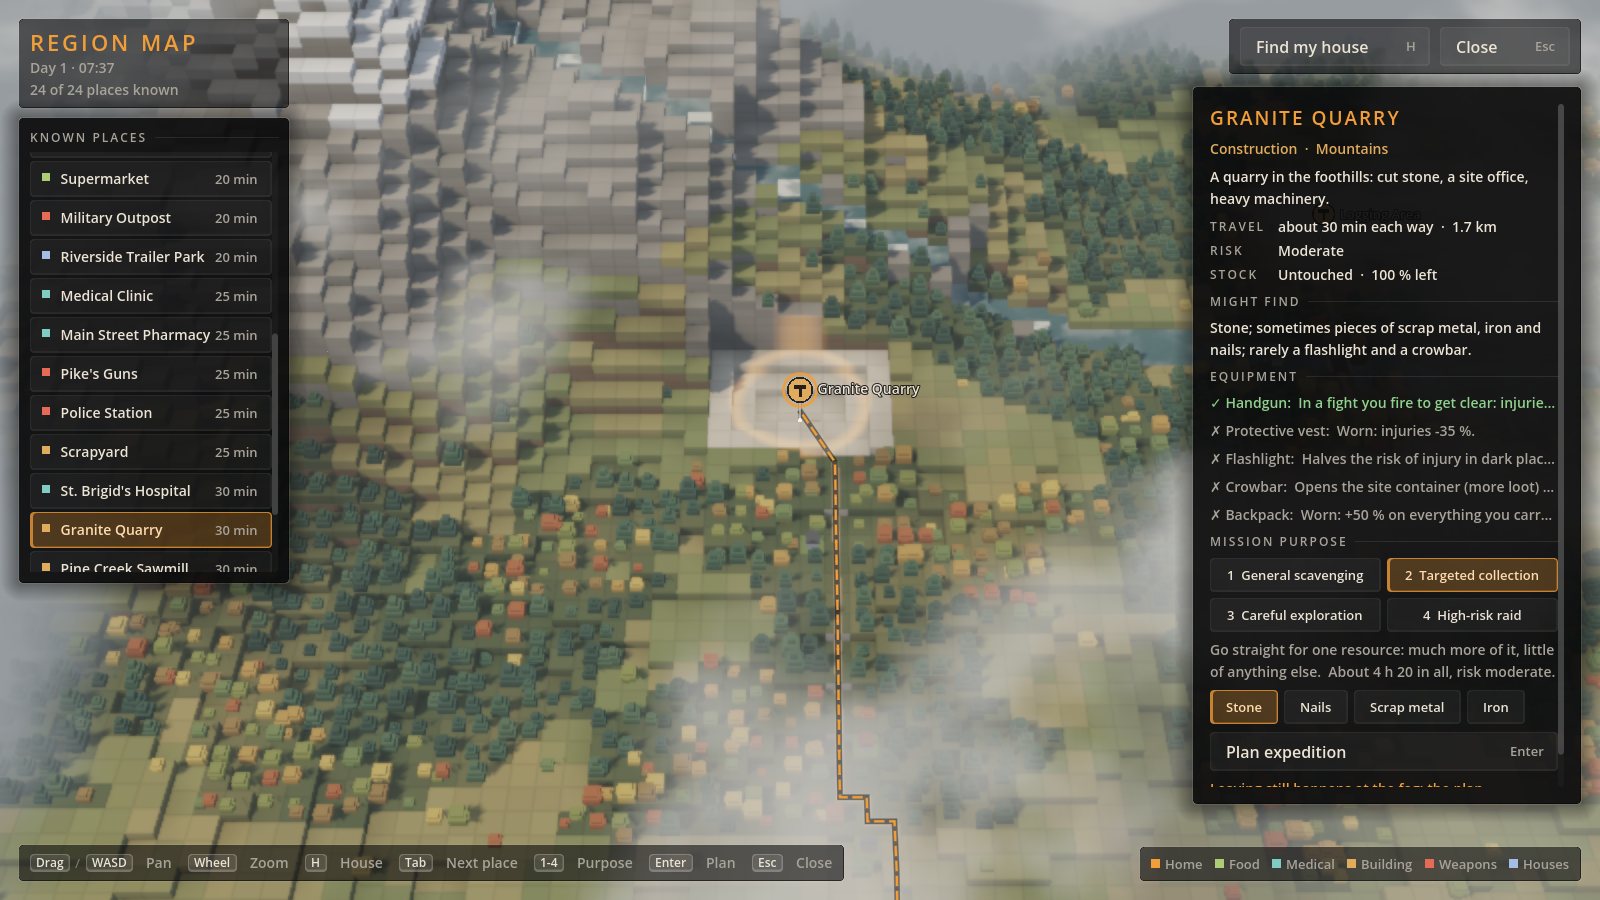 REGION MAP
Day 1 · 07:37
24 of 24 places known
KNOWN PLACES
Supermarket 20 min
Military Outpost 20 min
Riverside Trailer Park 20 min
Medical Clinic 25 min
Main Street Pharmacy 25 min
Pike's Guns 25 min
Police Station 25 min
Scrapyard 25 min
St. Brigid's Hospital 30 min
Granite Quarry 30 min
Pine Creek Sawmill 30 min
Granite Quarry
Find my house H
Close Esc
GRANITE QUARRY
Construction · Mountains
A quarry in the foothills: cut stone, a site office,
heavy machinery.
Logging Area
TRAVEL about 30 min each way · 1.7 km
RISK Moderate
STOCK Untouched · 100 % left
MIGHT FIND
Stone; sometimes pieces of scrap metal, iron and
nails; rarely a flashlight and a crowbar.
EQUIPMENT
✓ Handgun: In a fight you fire to get clear: injurie...
✗ Protective vest: Worn: injuries -35 %.
✗ Flashlight: Halves the risk of injury in dark plac...
✗ Crowbar: Opens the site container (more loot) ...
✗ Backpack: Worn: +50 % on everything you carr...
MISSION PURPOSE
1 General scavenging
2 Targeted collection
3 Careful exploration
4 High-risk raid
Go straight for one resource: much more of it, little
of anything else. About 4 h 20 in all, risk moderate.
Stone Nails Scrap metal Iron
Plan expedition Enter
Leaving still happens at the fog: the plan
Drag / WASD Pan Wheel Zoom H House Tab Next place 1-4 Purpose Enter Plan Esc Close
Home Food Medical Building Weapons Houses